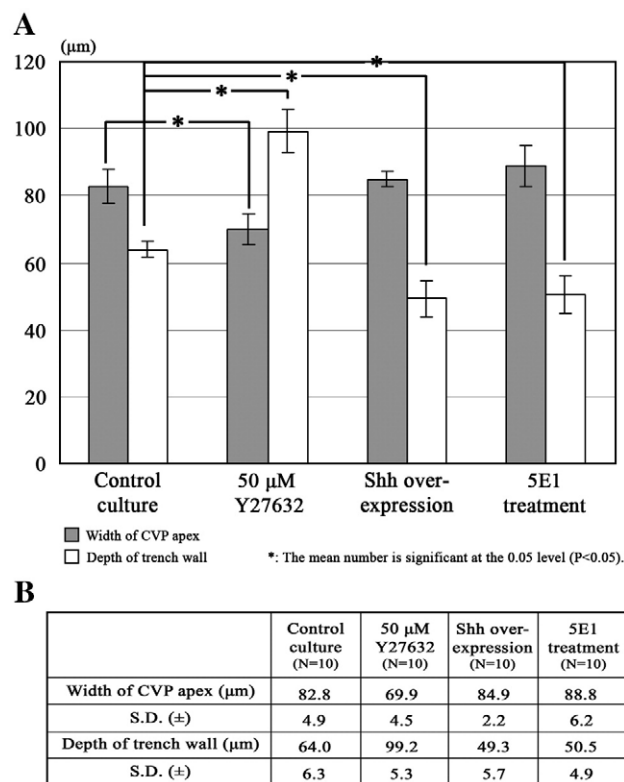 A
(μm)
120
100
80
60
40
20
0
*
*
*
*
Control culture
50 μM Y27632
Shh over-expression
5E1 treatment
Width of CVP apex
Depth of trench wall
*: The mean number is significant at the 0.05 level (P<0.05).
B
Control culture (N=10) 50 μM Y27632 (N=10) Shh over-expression (N=10) 5E1 treatment (N=10)
Width of CVP apex (μm) 82.8 69.9 84.9 88.8
S.D. (±) 4.9 4.5 2.2 6.2
Depth of trench wall (μm) 64.0 99.2 49.3 50.5
S.D. (±) 6.3 5.3 5.7 4.9